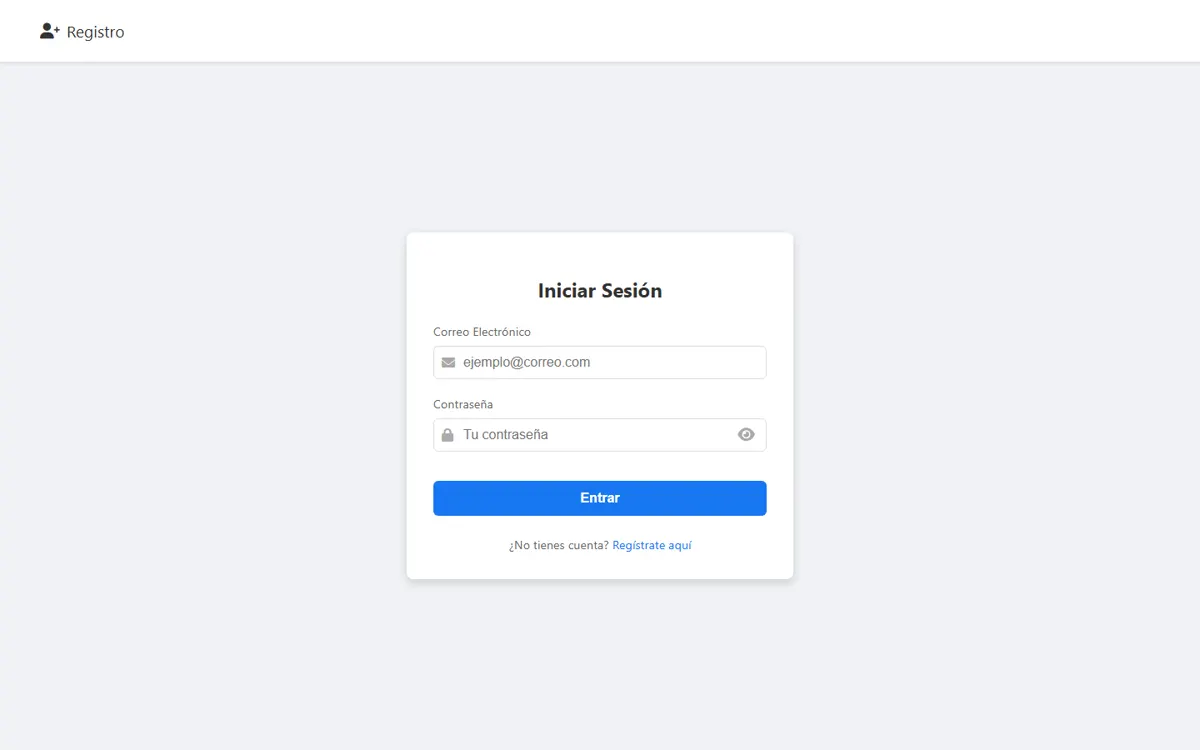 Registro
Iniciar Sesión
Correo Electrónico
ejemplo@correo.com
Contraseña
Tu contraseña
Entrar
¿No tienes cuenta? Regístrate aquí